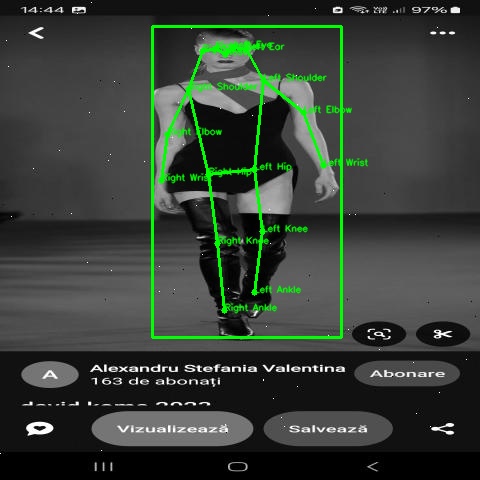 14:44
97%
Eye
Ear
Left Shoulder
Right Shoulder
Left Elbow
Right Elbow
Left Wrist
Left Hip
Right Hip
Right Wrist
Left Knee
Right Knee
Left Ankle
Right Ankle
A
Alexandru Stefania Valentina
163 de abonați
Abonare
Vizualizează
Salvează